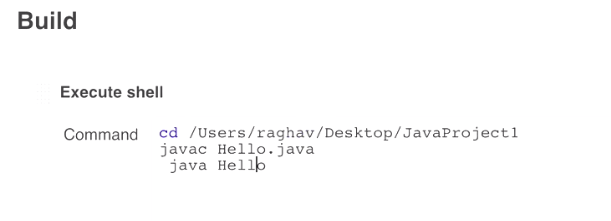 Build
Execute shell
Command
cd /Users/raghav/Desktop/JavaProject1
javac Hello.java
java Hello